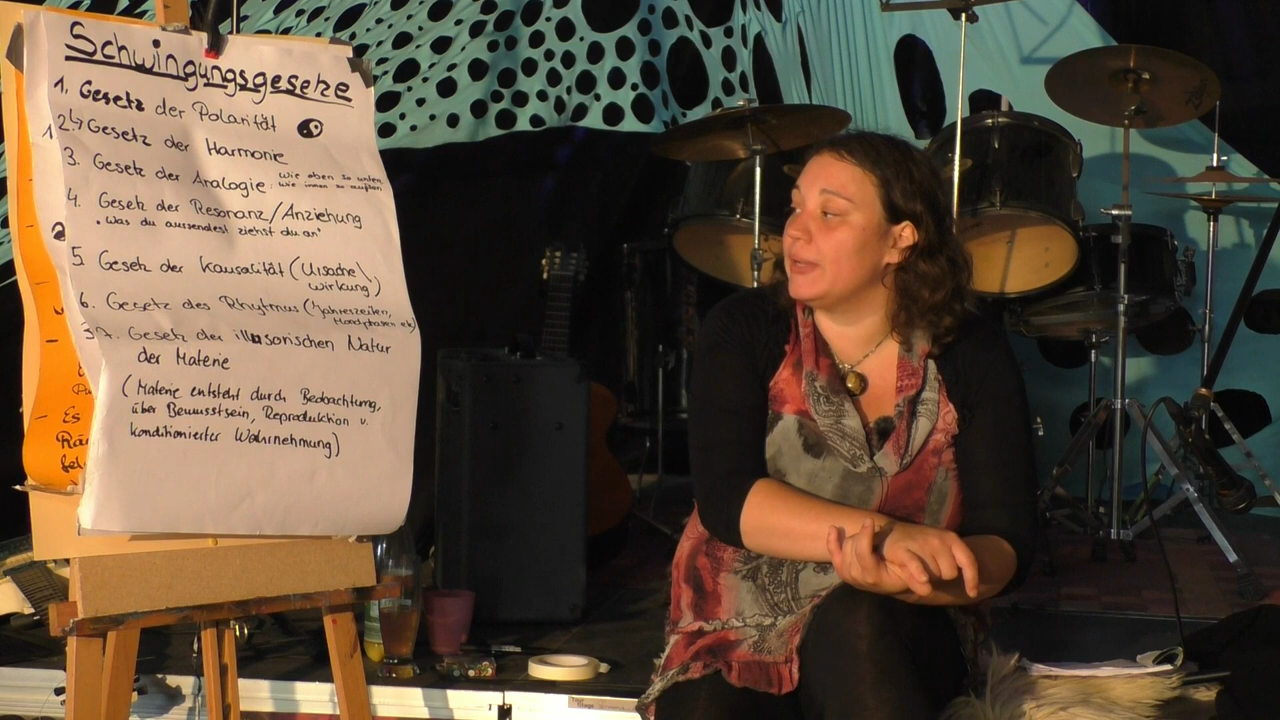 Schwingungsgesetze
1. Gesetz der Polarität
2. Gesetz der Harmonie
3. Gesetz der Analogie: wie oben so unten
wie innen so außen
4. Gesetz der Resonanz/Anziehung
• Was du aussendest ziehst du an"
5. Gesetz der Kausalität (Ursache/
wirkung)
6. Gesetz des Rhytmus (Jahreszeiten,
Mondphasen etc)
7. Gesetz der illusorischen Natur
der Materie
(Materie entsteht durch Beobachtung,
über Bewusstsein, Reproduktion u.
konditionierter Wahrnehmung)
Es